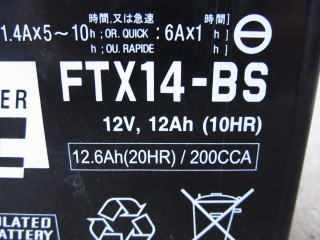 時間, 又は急速 時間
1.4A×5~10h ; OR. QUICK : 6A×1 h
h ; OU. RAPIDE h
FTX14-BS
12V, 12Ah (10HR)
12.6Ah(20HR) / 200CCA